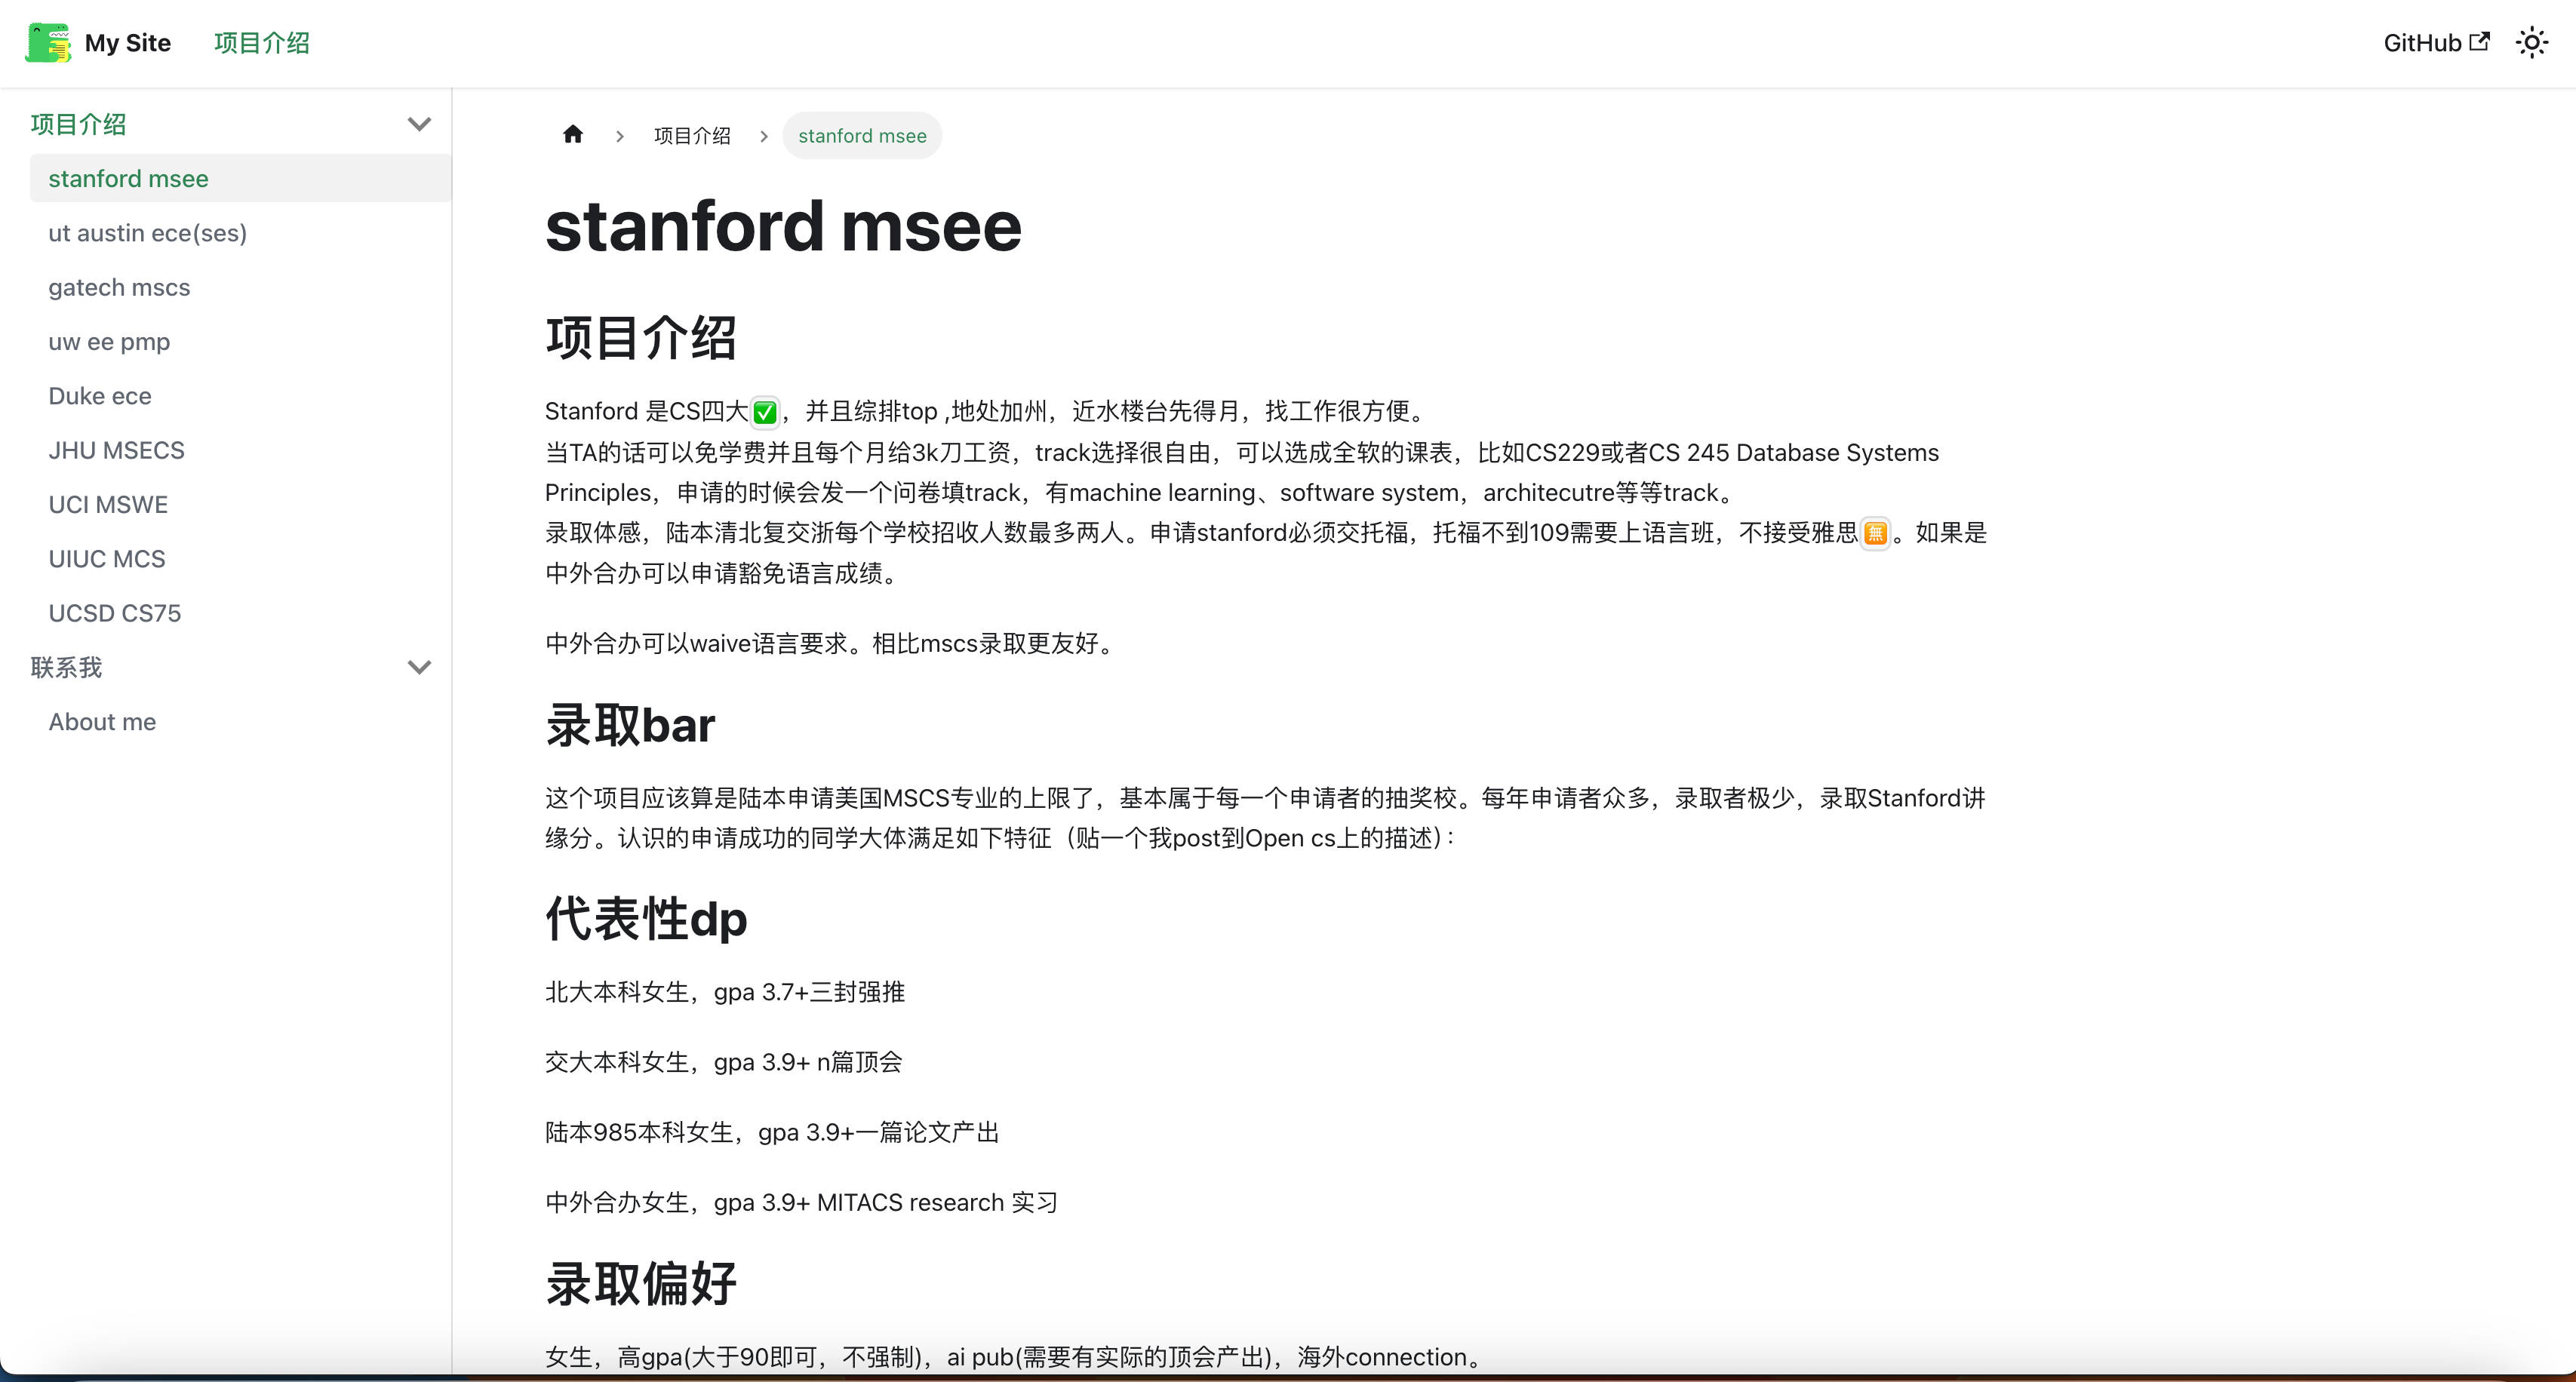 My Site 项目介绍 GitHub
项目介绍
stanford msee
ut austin ece(ses)
gatech mscs
uw ee pmp
Duke ece
JHU MSECS
UCI MSWE
UIUC MCS
UCSD CS75
联系我
About me
项目介绍 stanford msee
stanford msee
项目介绍
Stanford 是CS四大✅，并且综排top ,地处加州，近水楼台先得月，找工作很方便。
当TA的话可以免学费并且每个月给3k刀工资，track选择很自由，可以选成全软的课表，比如CS229或者CS 245 Database Systems
Principles，申请的时候会发一个问卷填track，有machine learning、software system，architecutre等等track。
录取体感，陆本清北复交浙每个学校招收人数最多两人。申请stanford必须交托福，托福不到109需要上语言班，不接受雅思🈚。如果是
中外合办可以申请豁免语言成绩。
中外合办可以waive语言要求。相比mscs录取更友好。
录取bar
这个项目应该算是陆本申请美国MSCS专业的上限了，基本属于每一个申请者的抽奖校。每年申请者众多，录取者极少，录取Stanford讲
缘分。认识的申请成功的同学大体满足如下特征（贴一个我post到Open cs上的描述）：
代表性dp
北大本科女生，gpa 3.7+三封强推
交大本科女生，gpa 3.9+ n篇顶会
陆本985本科女生，gpa 3.9+一篇论文产出
中外合办女生，gpa 3.9+ MITACS research 实习
录取偏好
女生，高gpa(大于90即可，不强制)，ai pub(需要有实际的顶会产出)，海外connection。